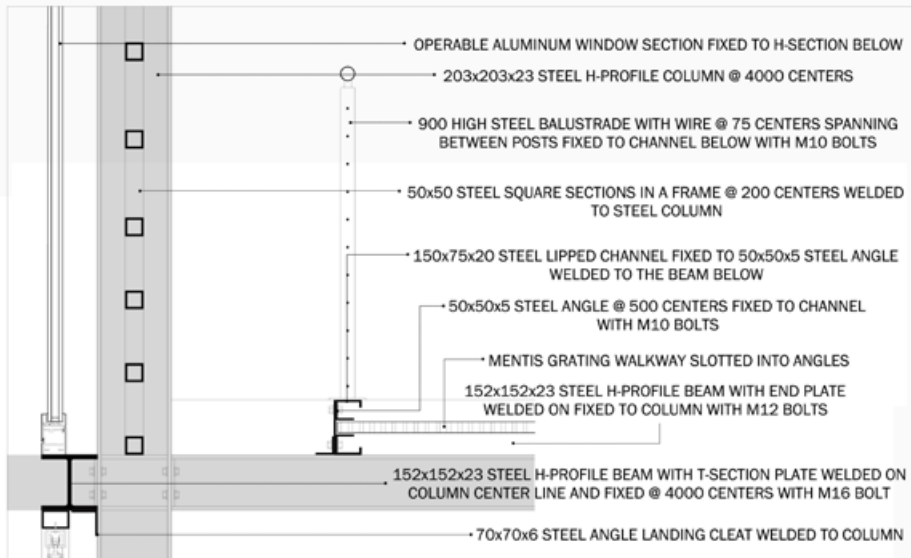 OPERABLE ALUMINUM WINDOW SECTION FIXED TO H-SECTION BELOW
203x203x23 STEEL H-PROFILE COLUMN @ 4000 CENTERS
900 HIGH STEEL BALUSTRADE WITH WIRE @ 75 CENTERS SPANNING
BETWEEN POSTS FIXED TO CHANNEL BELOW WITH M10 BOLTS
50x50 STEEL SQUARE SECTIONS IN A FRAME @ 200 CENTERS WELDED
TO STEEL COLUMN
150x75x20 STEEL LIPPED CHANNEL FIXED TO 50x50x5 STEEL ANGLE
WELDED TO THE BEAM BELOW
50x50x5 STEEL ANGLE @ 500 CENTERS FIXED TO CHANNEL
WITH M10 BOLTS
MENTIS GRATING WALKWAY SLOTTED INTO ANGLES
152x152x23 STEEL H-PROFILE BEAM WITH END PLATE
WELDED ON FIXED TO COLUMN WITH M12 BOLTS
152x152x23 STEEL H-PROFILE BEAM WITH T-SECTION PLATE WELDED ON
COLUMN CENTER LINE AND FIXED @ 4000 CENTERS WITH M16 BOLT
70x70x6 STEEL ANGLE LANDING CLEAT WELDED TO COLUMN